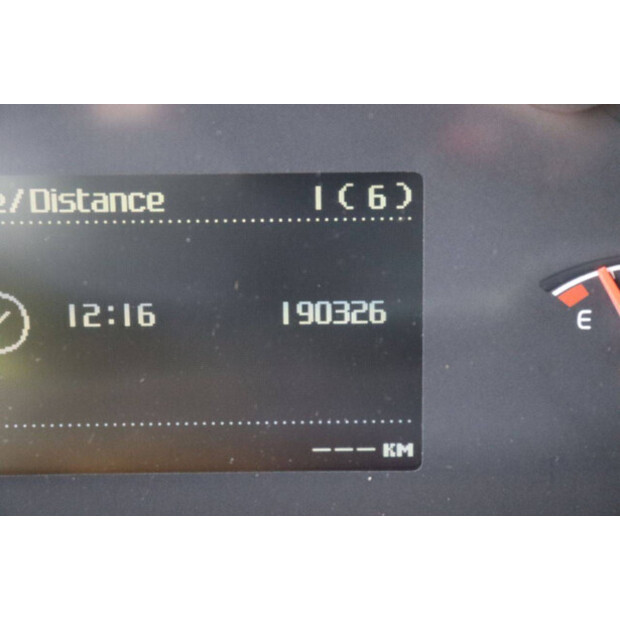 e/Distance 1(6)
12:16 190326
E
---KM